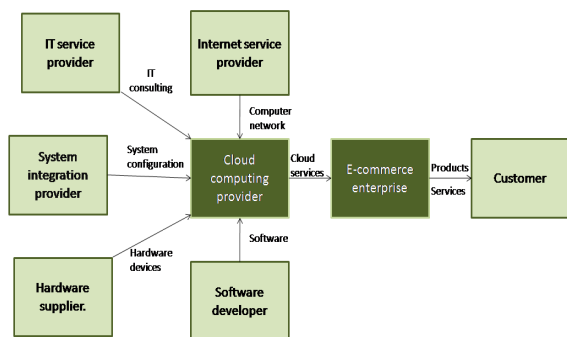 IT service
provider
Internet service
provider
IT
consulting
Computer
network
System
integration
provider
System
configuration
Cloud
computing
provider
Cloud
services
E-commerce
enterprise
Products
Services
Customer
Hardware
devices
Software
Hardware
supplier.
Software
developer